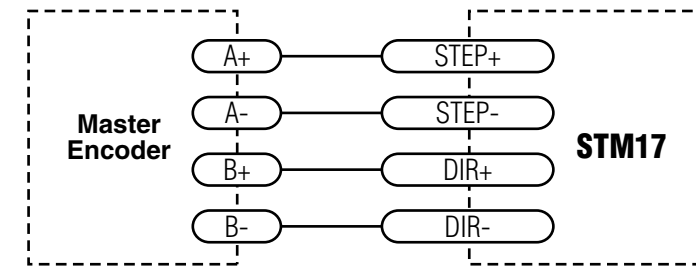 A+ STEP+
A- STEP-
Master
Encoder
STM17
B+ DIR+
B- DIR-